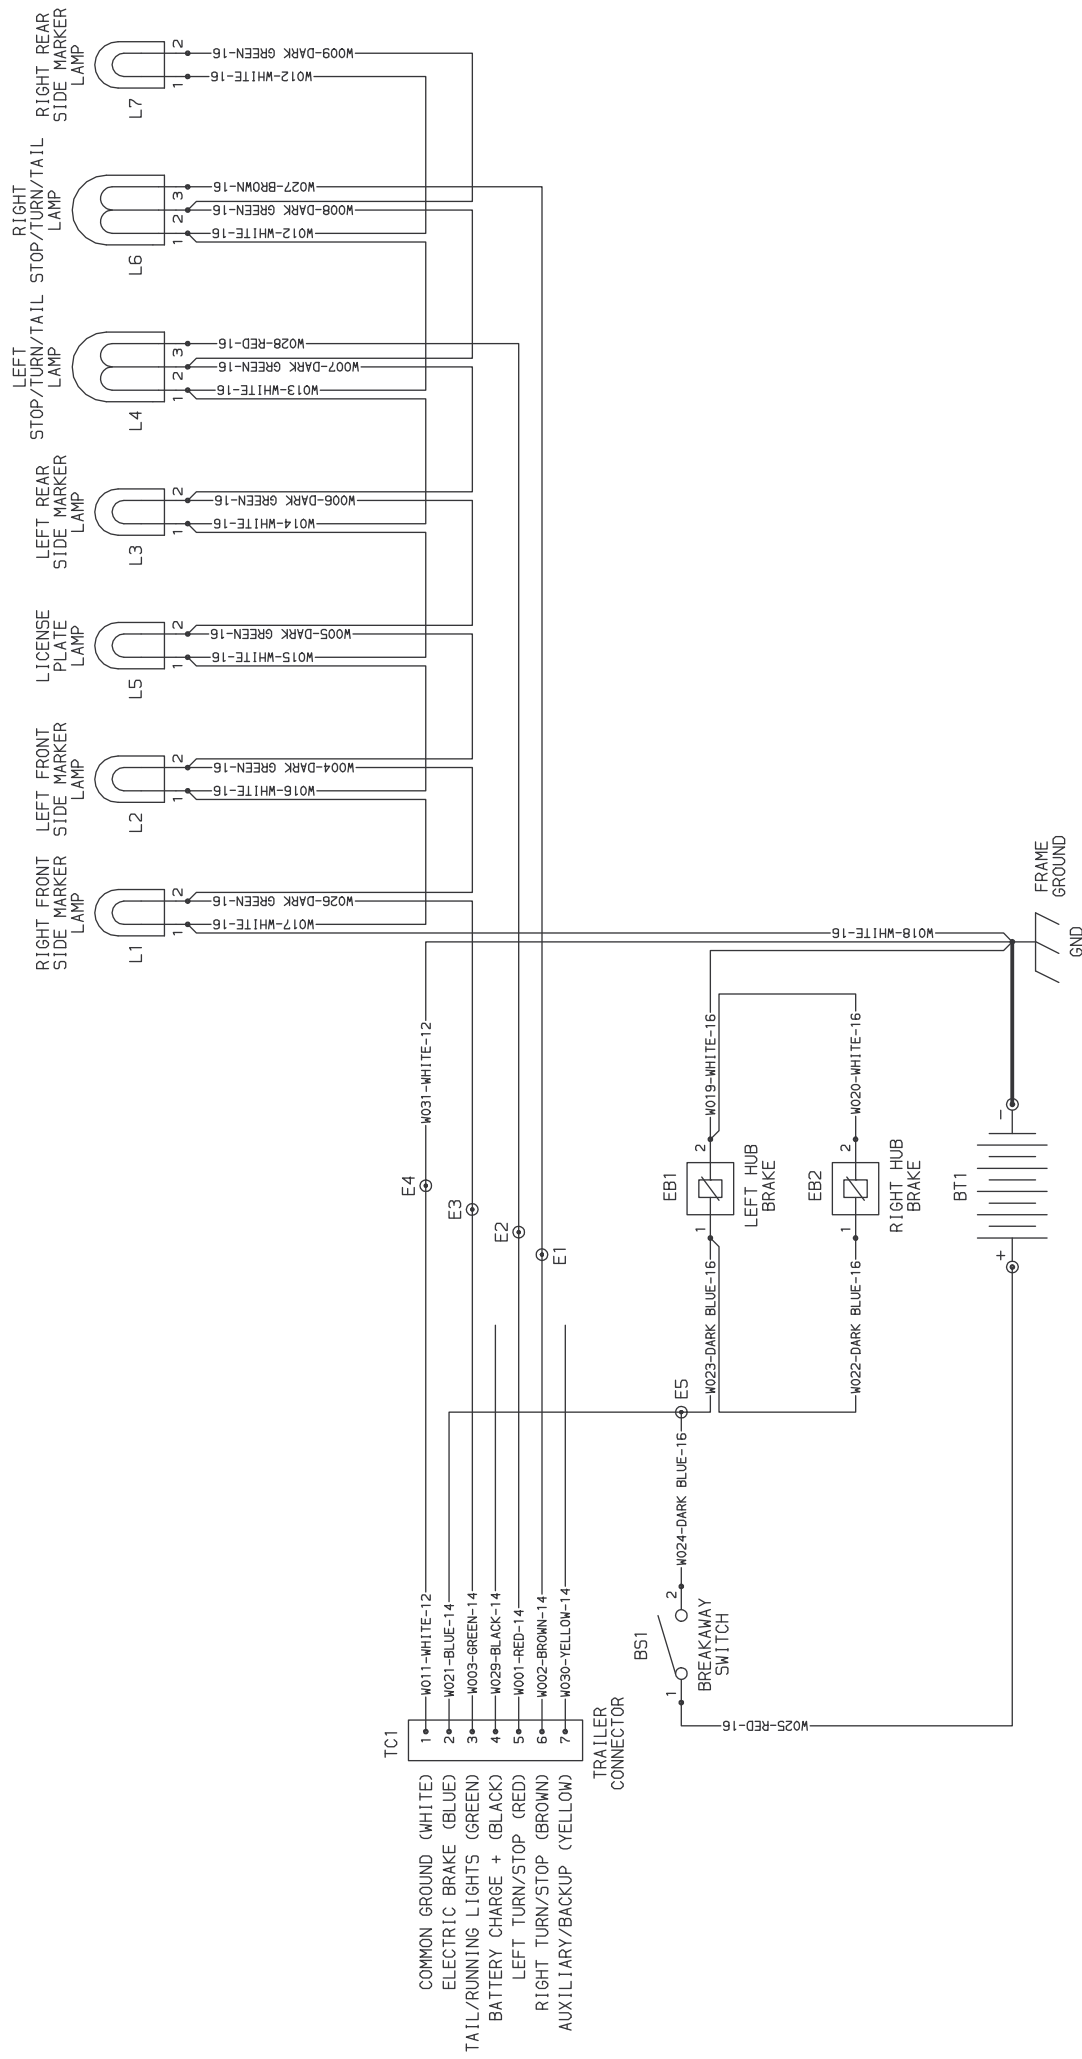 RIGHT REAR
SIDE MARKER
LAMP
L7
1
2
W009-DARK GREEN-16
W012-WHITE-16
RIGHT
STOP/TURN/TAIL
LAMP
L6
1
2
3
W027-BROWN-16
W008-DARK GREEN-16
W012-WHITE-16
LEFT
STOP/TURN/TAIL
LAMP
L4
1
2
3
W028-RED-16
W007-DARK GREEN-16
W013-WHITE-16
LEFT REAR
SIDE MARKER
LAMP
L3
1
2
W006-DARK GREEN-16
W014-WHITE-16
LICENSE
PLATE
LAMP
L5
1
2
W005-DARK GREEN-16
W015-WHITE-16
LEFT FRONT
SIDE MARKER
LAMP
L2
1
2
W004-DARK GREEN-16
W016-WHITE-16
RIGHT FRONT
SIDE MARKER
LAMP
L1
1
2
W026-DARK GREEN-16
W017-WHITE-16
W018-WHITE-16
FRAME
GROUND
GND
W031-WHITE-12
E4
E3
E2
E1
W019-WHITE-16
W020-WHITE-16
EB1
1
2
LEFT HUB
BRAKE
EB2
1
2
RIGHT HUB
BRAKE
BT1
-
+
W023-DARK BLUE-16
W022-DARK BLUE-16
E5
W024-DARK BLUE-16
BS1
1
2
BREAKAWAY
SWITCH
W025-RED-16
W011-WHITE-12
W021-BLUE-14
W003-GREEN-14
W029-BLACK-14
W001-RED-14
W002-BROWN-14
W030-YELLOW-14
TC1
1
2
3
4
5
6
7
TRAILER
CONNECTOR
COMMON GROUND (WHITE)
ELECTRIC BRAKE (BLUE)
TAIL/RUNNING LIGHTS (GREEN)
BATTERY CHARGE + (BLACK)
LEFT TURN/STOP (RED)
RIGHT TURN/STOP (BROWN)
AUXILIARY/BACKUP (YELLOW)